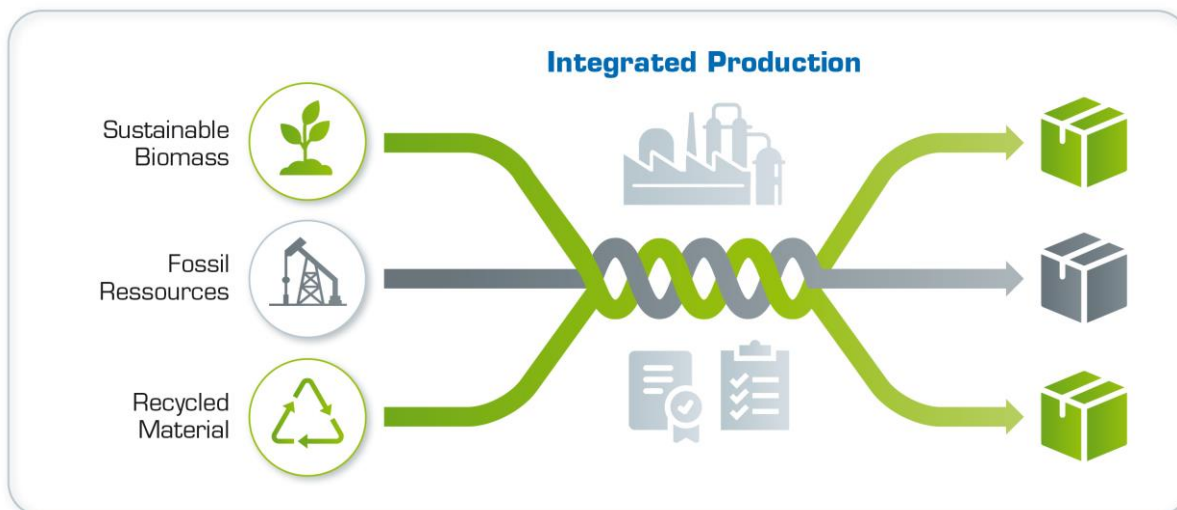 Integrated Production
Sustainable
Biomass
Fossil
Ressources
Recycled
Material